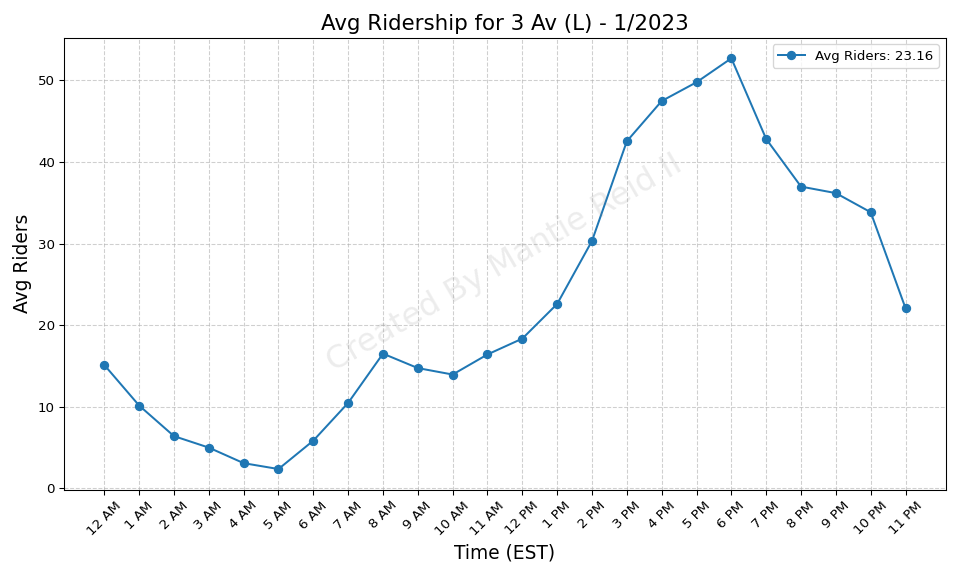 Avg Ridership for 3 Av (L) - 1/2023
Avg Riders: 23.16
Avg Riders
50
40
30
20
10
0
Created By Mantle Reid II
12 AM
1 AM
2 AM
3 AM
4 AM
5 AM
6 AM
7 AM
8 AM
9 AM
10 AM
11 AM
12 PM
1 PM
2 PM
3 PM
4 PM
5 PM
6 PM
7 PM
8 PM
9 PM
10 PM
11 PM
Time (EST)